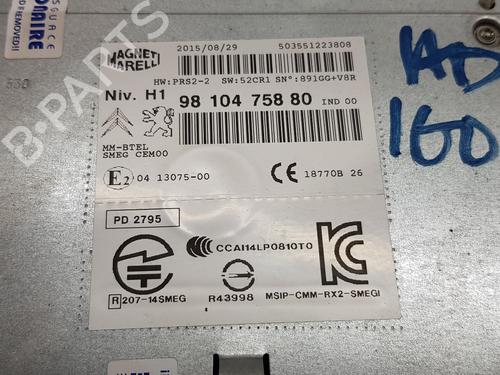 MAGNETI
MARELLI
2015/08/29 503551223808
HW:PRS2-2 SW:52CR1 SN°:891GG+V8R
Niv. H1 98 104 758 80 IND 00
MM-BTEL
SMEG CEM00
E2 04 13075-00 CE 18770B 26
PD 2795
CCAI14LP0810T0
R 207-14SMEG R43998 MSIP-CMM-RX2-SMEGI
160
B-PARTS